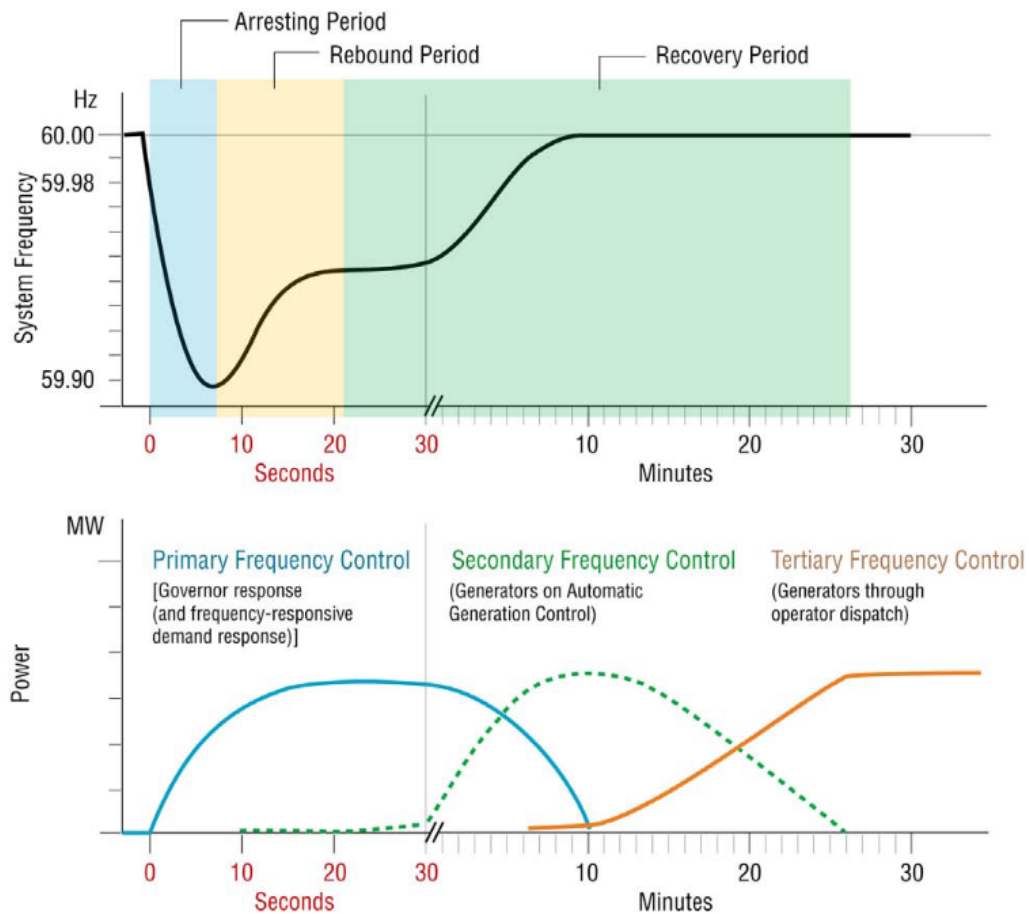 Arresting Period
Rebound Period
Recovery Period
Hz
60.00
59.98
59.90
System Frequency
0
10
20
30
10
20
30
Seconds
Minutes
MW
Primary Frequency Control
[Governor response
(and frequency-responsive
demand response)]
Secondary Frequency Control
(Generators on Automatic
Generation Control)
Tertiary Frequency Control
(Generators through
operator dispatch)
Power
0
10
20
30
10
20
30
Seconds
Minutes